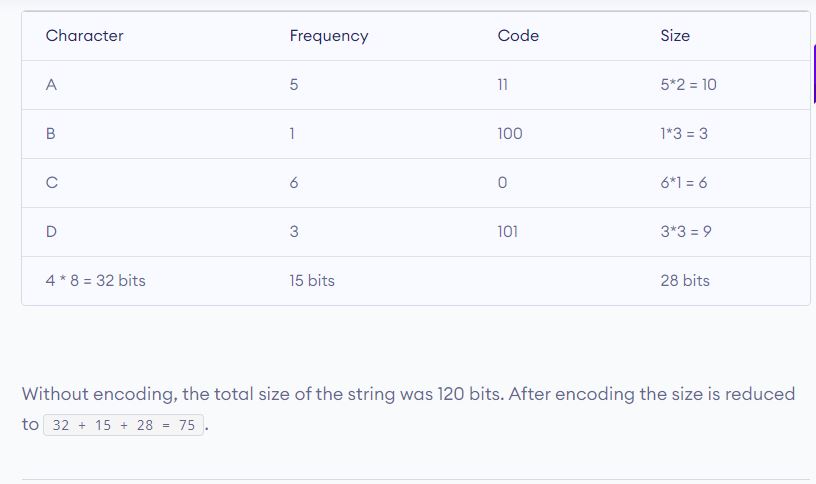 Character Frequency Code Size
A 5 11 5*2 = 10
B 1 100 1*3 = 3
C 6 0 6*1 = 6
D 3 101 3*3 = 9
4 * 8 = 32 bits 15 bits 28 bits
Without encoding, the total size of the string was 120 bits. After encoding the size is reduced
to 32 + 15 + 28 = 75 .